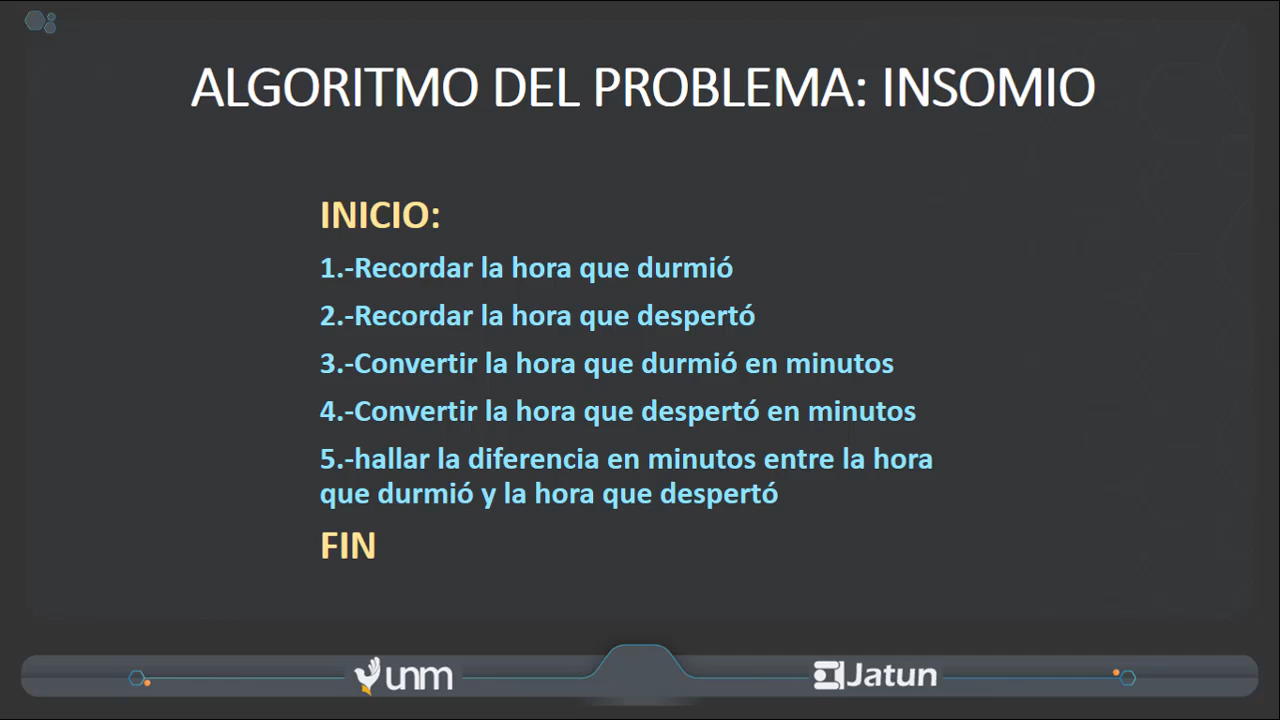 ALGORITMO DEL PROBLEMA: INSOMIO
INICIO:
1.-Recordar la hora que durmió
2.-Recordar la hora que despertó
3.-Convertir la hora que durmió en minutos
4.-Convertir la hora que despertó en minutos
5.-hallar la diferencia en minutos entre la hora
que durmió y la hora que despertó
FIN
unm
Jatun